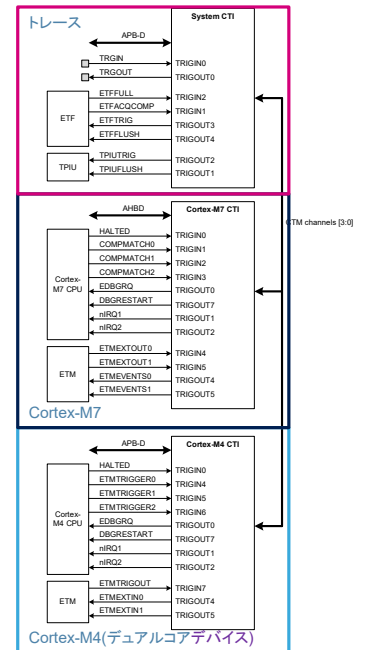 トレース
System CTI
APB-D
TRGIN
TRIGIN0
TRGOUT
TRIGOUT0
ETF
ETFFULL
TRIGIN2
ETFACQCOMP
TRIGIN1
ETFTRIG
TRIGOUT3
ETFFLUSH
TRIGOUT4
TPIU
TPIUTRIG
TRIGOUT2
TPIUFLUSH
TRIGOUT1
CTM channels [3:0]
Cortex-M7 CTI
AHBD
Cortex-
M7 CPU
HALTED
TRIGIN0
COMPMATCH0
TRIGIN1
COMPMATCH1
TRIGIN2
COMPMATCH2
TRIGIN3
EDBGRQ
TRIGOUT0
DBGRESTART
TRIGOUT7
nIRQ1
TRIGOUT1
nIRQ2
TRIGOUT2
ETM
ETMEXTOUT0
TRIGIN4
ETMEXTOUT1
TRIGIN5
ETMEVENTS0
TRIGOUT4
ETMEVENTS1
TRIGOUT5
Cortex-M7
Cortex-M4 CTI
APB-D
Cortex-
M4 CPU
HALTED
TRIGIN0
ETMTRIGGER0
TRIGIN4
ETMTRIGGER1
TRIGIN5
ETMTRIGGER2
TRIGIN6
EDBGRQ
TRIGOUT0
DBGRESTART
TRIGOUT7
nIRQ1
TRIGOUT1
nIRQ2
TRIGOUT2
ETM
ETMTRIGOUT
TRIGIN7
ETMEXTIN0
TRIGOUT4
ETMEXTIN1
TRIGOUT5
Cortex-M4(デュアルコアデバイス)